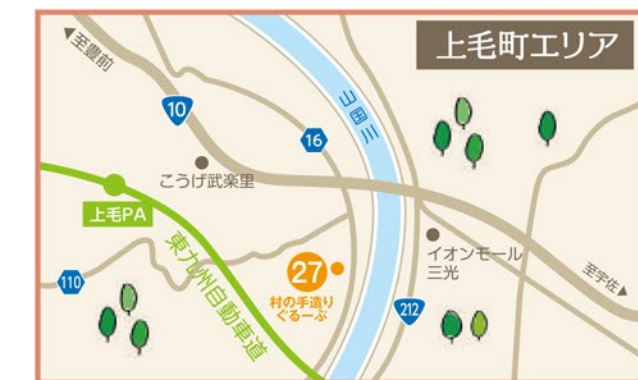 上毛町エリア
至豊前
10
16
山国川
こうげ武楽里
上毛PA
東九州自動車道
110
27
村の手造り
ぐるーぷ
イオンモール
三光
212
至宇佐